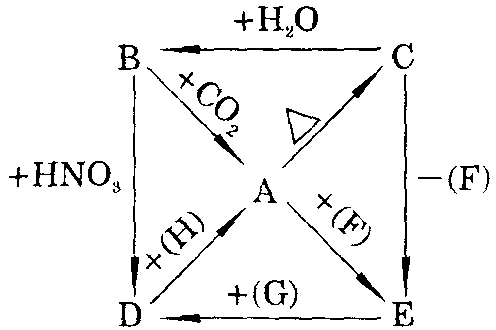 +H₂O
B C
+CO₂ △
+HNO₃ -(F)
A
+(H) +(F)
+(G)
D E